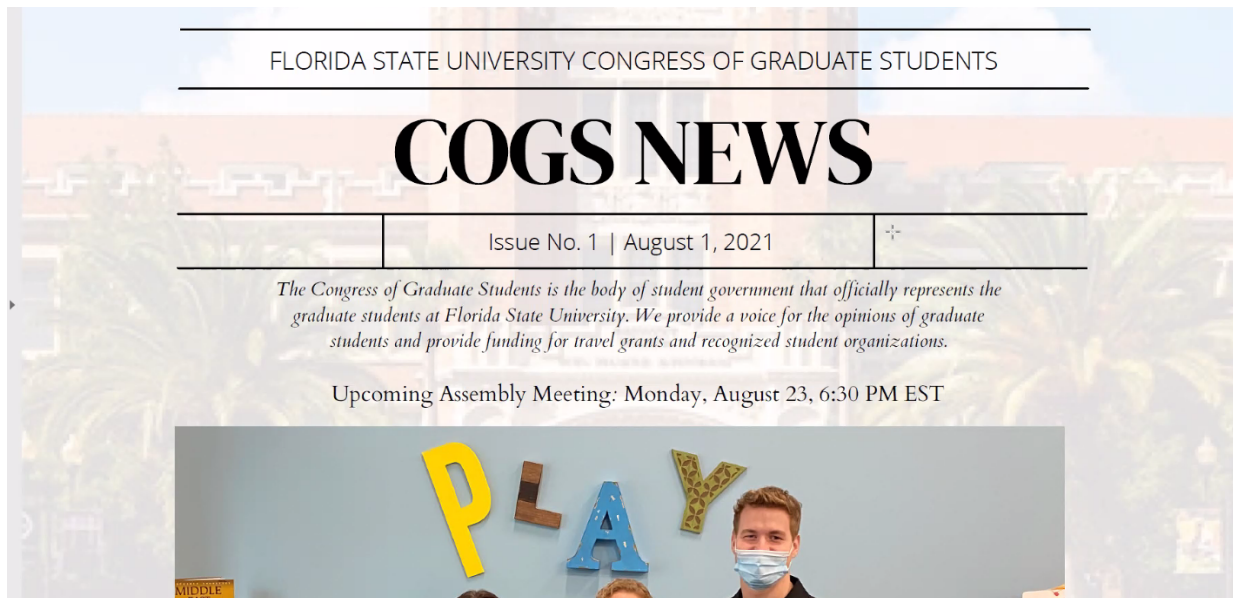 FLORIDA STATE UNIVERSITY CONGRESS OF GRADUATE STUDENTS
COGS NEWS
Issue No. 1 | August 1, 2021
The Congress of Graduate Students is the body of student government that officially represents the
graduate students at Florida State University. We provide a voice for the opinions of graduate
students and provide funding for travel grants and recognized student organizations.
Upcoming Assembly Meeting: Monday, August 23, 6:30 PM EST
PLAY
MIDDLE